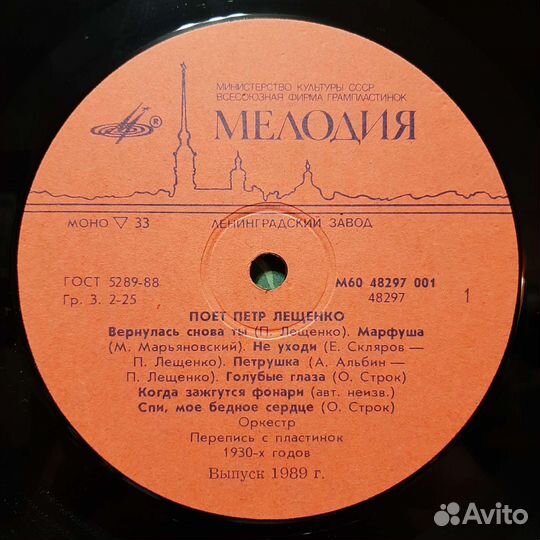 МИНИСТЕРСТВО КУЛЬТУРЫ СССР
ВСЕСОЮЗНАЯ ФИРМА ГРАМПЛАСТИНОК
®
МЕЛОДИЯ
МОНО ▽ 33
ЛЕНИНГРАДСКИЙ ЗАВОД
ГОСТ 5289-88
М60 48297 001
Гр. 3. 2-25
48297
1
ПОЕТ ПЕТР ЛЕЩЕНКО
Вернулась снова ты (П. Лещенко). Марфуша
(М. Марьяновский). Не уходи (Е. Скляров —
П. Лещенко). Петрушка (А. Альбин —
П. Лещенко). Голубые глаза (О. Строк)
Когда зажгутся фонари (авт. неизв.)
Спи, мое бедное сердце (О. Строк)
Оркестр
Перепись с пластинок
1930-х годов
Выпуск 1989 г.
Avito